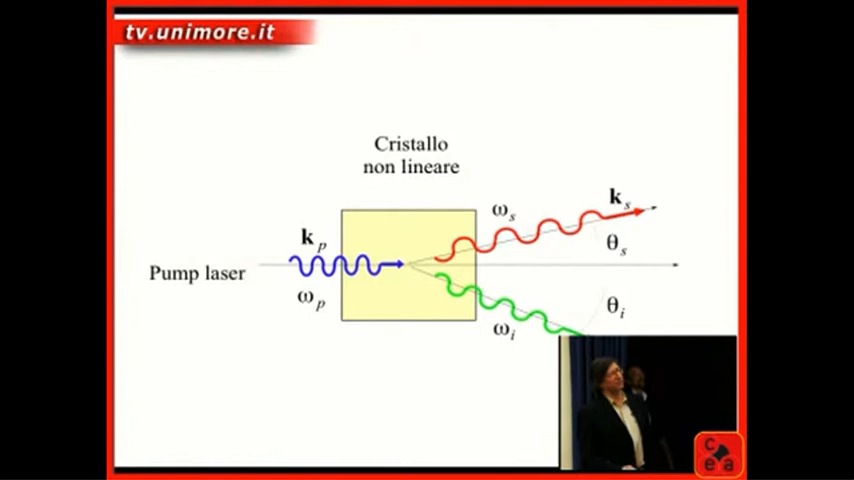 tv.unimore.it
Cristallo
non lineare
k_s
ω_s
k_p
θ_s
Pump laser
ω_p
θ_i
ω_i
c
e a